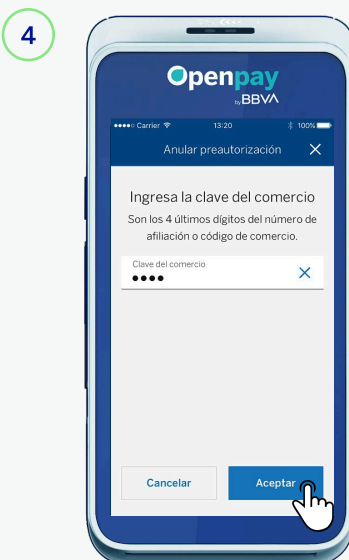 4
Openpay
by BBVA
Carrier 13:20 100%
Anular preautorización
Ingresa la clave del comercio
Son los 4 últimos dígitos del número de
afiliación o código de comercio.
Clave del comercio
••••
Cancelar Aceptar